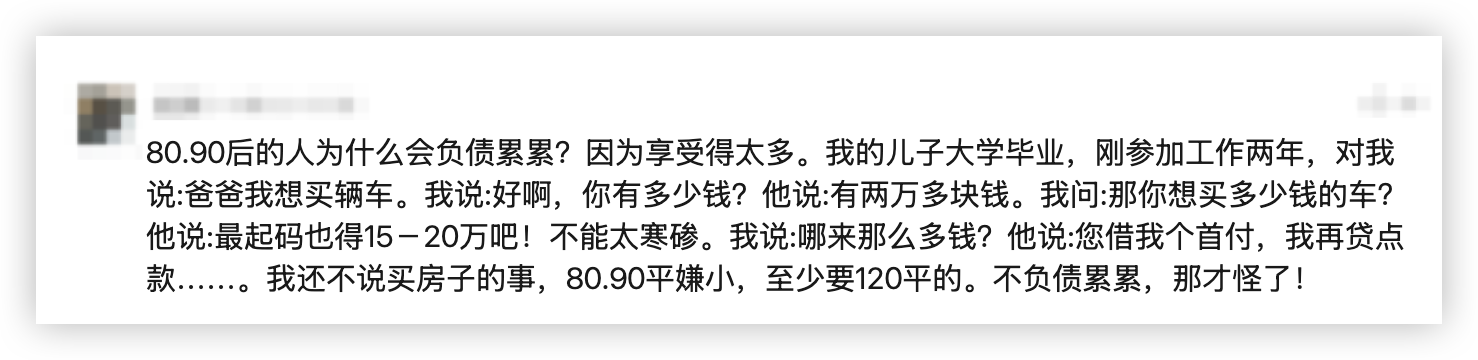 80.90后的人为什么会负债累累？因为享受得太多。我的儿子大学毕业，刚参加工作两年，对我
说:爸爸我想买辆车。我说:好啊，你有多少钱？他说:有两万多块钱。我问:那你想买多少钱的车？
他说:最起码也得15－20万吧！不能太寒碜。我说:哪来那么多钱？他说:您借我个首付，我再贷点
款……。我还不说买房子的事，80.90平嫌小，至少要120平的。不负债累累，那才怪了！